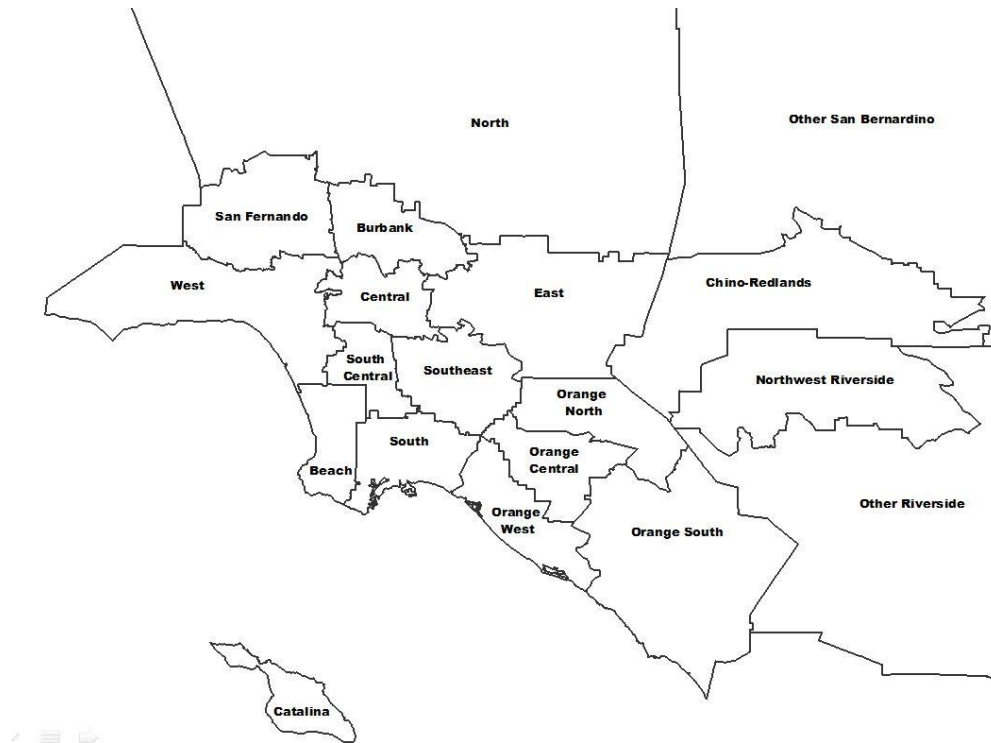 North
Other San Bernardino
San Fernando
Burbank
West
Central
East
Chino-Redlands
South
Central
Southeast
Northwest Riverside
Orange
North
South
Beach
Orange
Central
Other Riverside
Orange
West
Orange South
Catalina